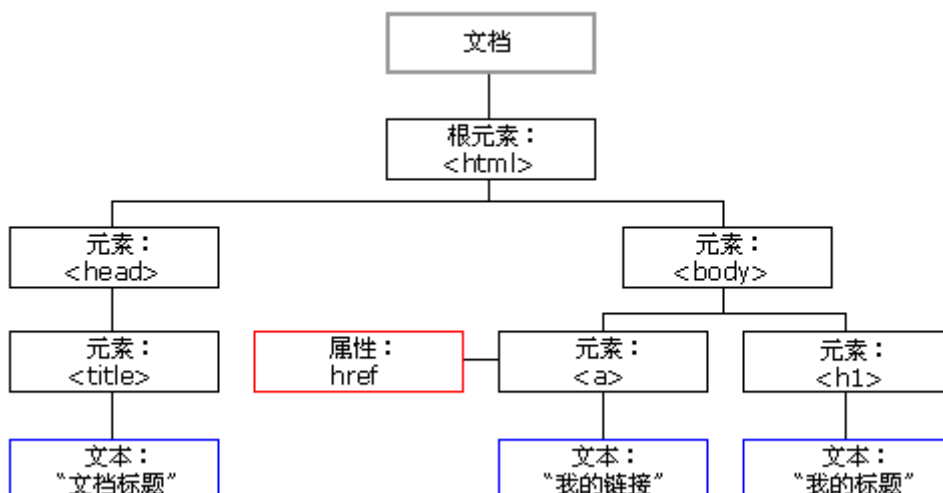 文档
根元素：
<html>
元素：
<head>
元素：
<body>
元素：
<title>
属性：
href
元素：
<a>
元素：
<h1>
文本：
“文档标题”
文本：
“我的链接”
文本：
“我的标题”